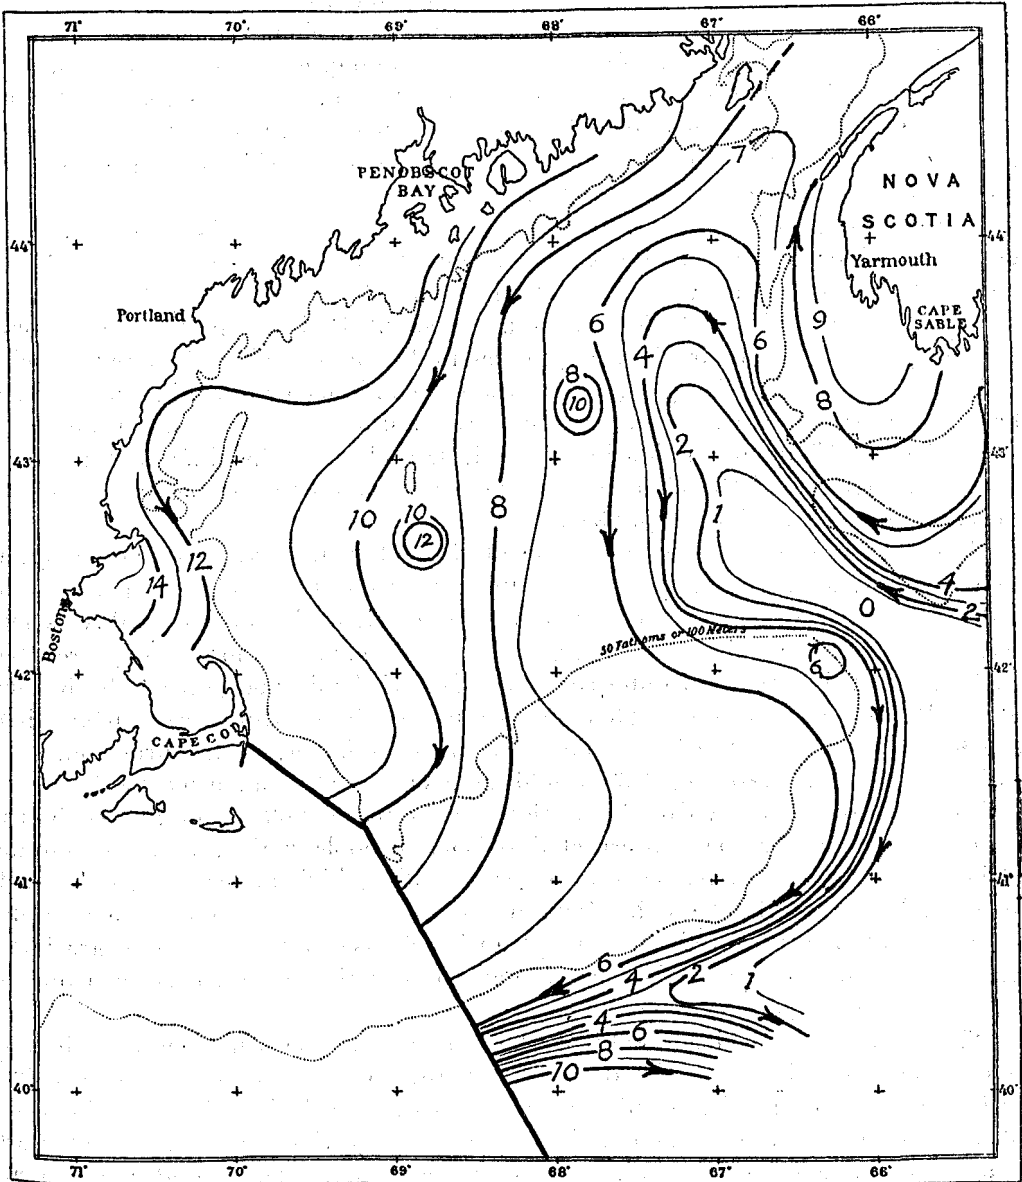 71° 70° 69° 68° 67° 66°
7
PENOBSCOT
BAY
NOVA
SCOTIA
44° 44°
Yarmouth
Portland
CAPE
SABLE
6 9
6
4
8
10 8
2
43° 43°
1
10 10 8
12
12
14
4
0 2
Boston
50 Fathoms or 100 Meters
42° 6 42°
CAPE COD
41° 41°
6
4 2 1
4
6
8
10
40° 40°
71° 70° 69° 68° 67° 66°